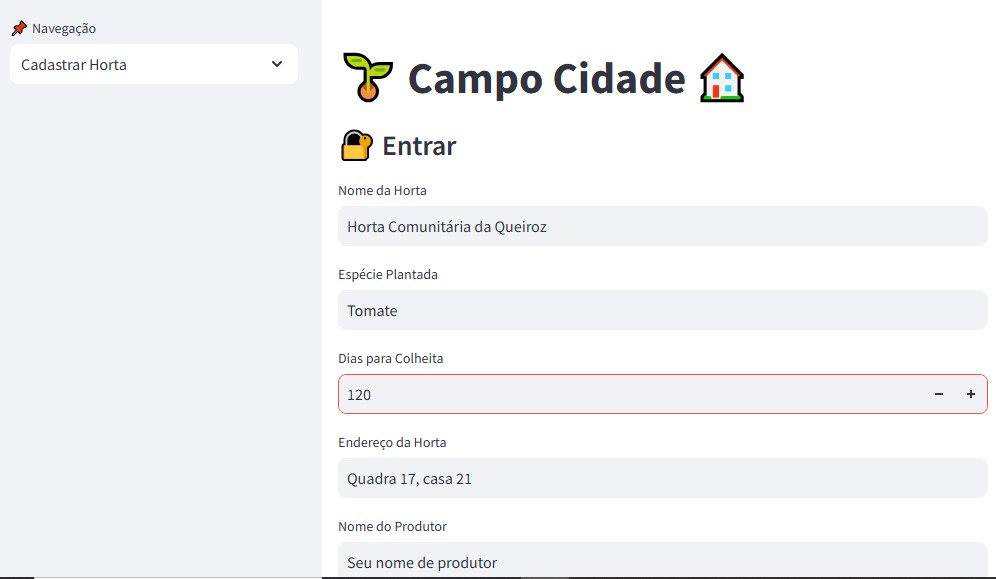 Navegação
Cadastrar Horta
Campo Cidade
Entrar
Nome da Horta
Horta Comunitária da Queiroz
Espécie Plantada
Tomate
Dias para Colheita
120
Endereço da Horta
Quadra 17, casa 21
Nome do Produtor
Seu nome de produtor